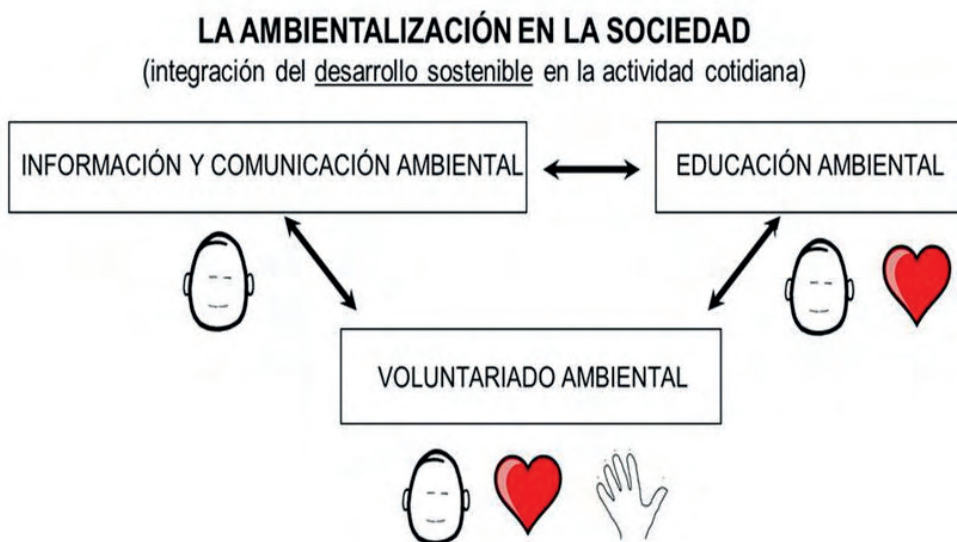 LA AMBIENTALIZACIÓN EN LA SOCIEDAD
(integración del desarrollo sostenible en la actividad cotidiana)
INFORMACIÓN Y COMUNICACIÓN AMBIENTAL
EDUCACIÓN AMBIENTAL
VOLUNTARIADO AMBIENTAL